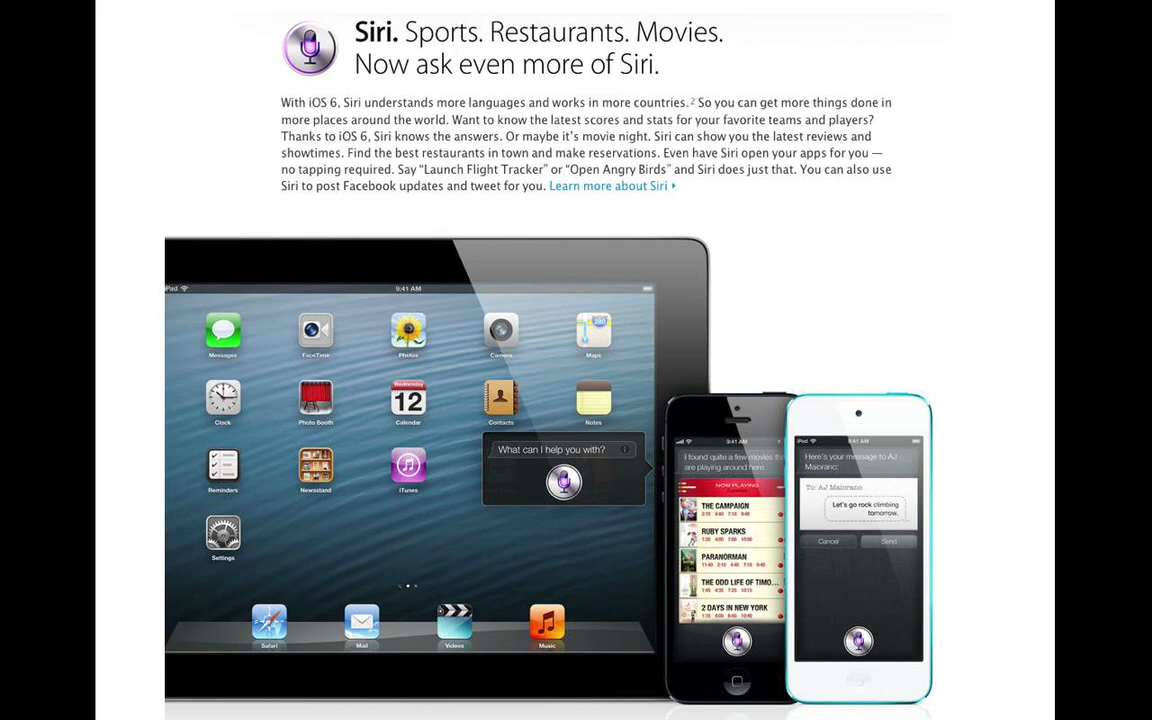 Siri. Sports. Restaurants. Movies.
Now ask even more of Siri.
With iOS 6, Siri understands more languages and works in more countries.2 So you can get more things done in
more places around the world. Want to know the latest scores and stats for your favorite teams and players?
Thanks to iOS 6, Siri knows the answers. Or maybe it's movie night. Siri can show you the latest reviews and
showtimes. Find the best restaurants in town and make reservations. Even have Siri open your apps for you —
no tapping required. Say “Launch Flight Tracker” or “Open Angry Birds” and Siri does just that. You can also use
Siri to post Facebook updates and tweet for you. Learn more about Siri
iPad 9:41 AM
Messages FaceTime Photos Camera Maps
280
Wednesday
12
Clock Photo Booth Calendar Contacts Notes
Reminders Newsstand iTunes
What can I help you with?
Settings
Safari Mail Videos Music
9:41 AM
I found quite a few movies
are playing around here.
NOW PLAYING
THE CAMPAIGN
RUBY SPARKS
PARANORMAN
THE ODD LIFE OF TIMO...
2 DAYS IN NEW YORK
iPod 9:41 AM
Here's your message to AJ
Maiorano:
To: AJ Maiorano
Let's go rock climbing
tomorrow.
Cancel Send